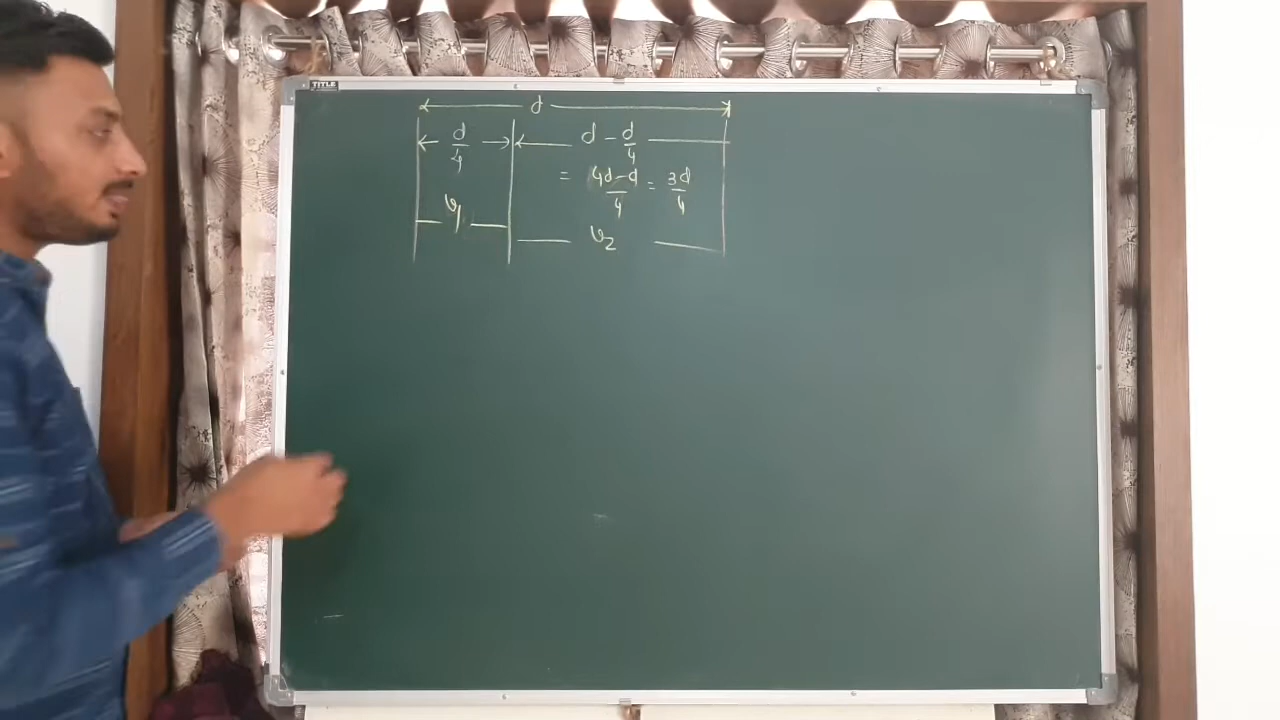 TITLE
d
d/4 d - d/4
= 4d-d/4 = 3d/4
v1 v2